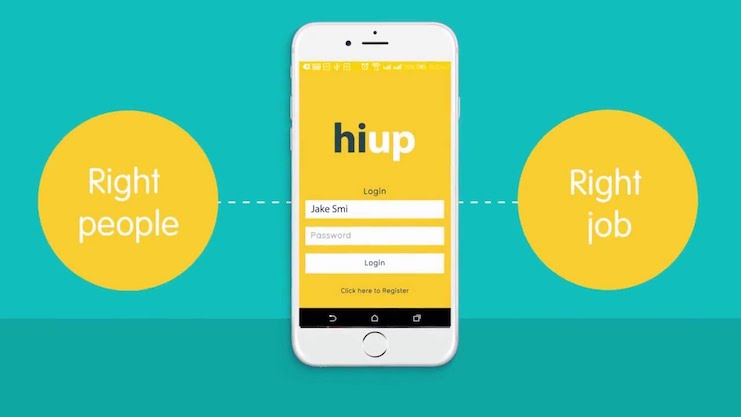 Right
people
hiup
Login
Jake Smi
Password
Login
Click here to Register
Right
job